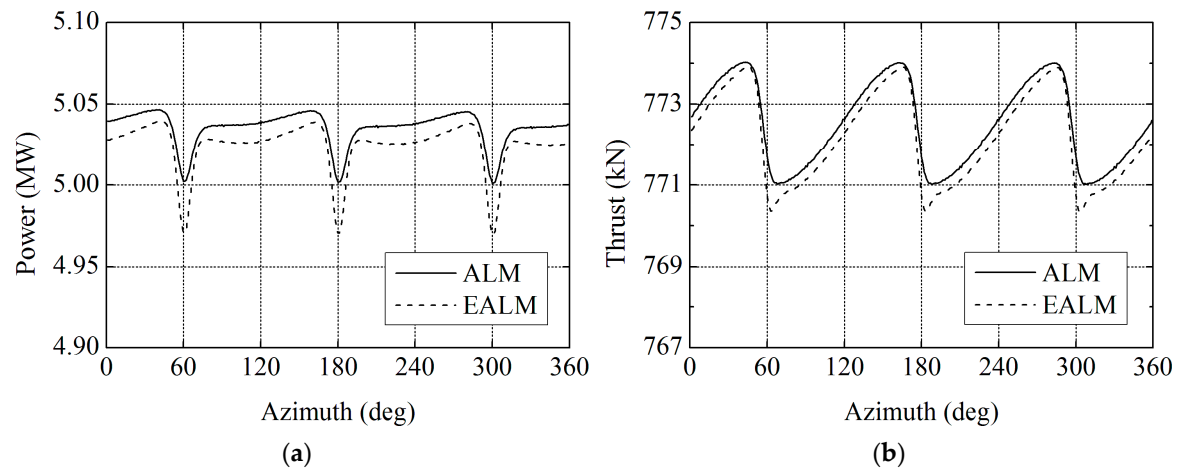 5.10
5.05
5.00
4.95
4.90
Power (MW)
ALM
EALM
0 60 120 180 240 300 360
Azimuth (deg)
(a)
775
773
771
769
767
Thrust (kN)
ALM
EALM
0 60 120 180 240 300 360
Azimuth (deg)
(b)